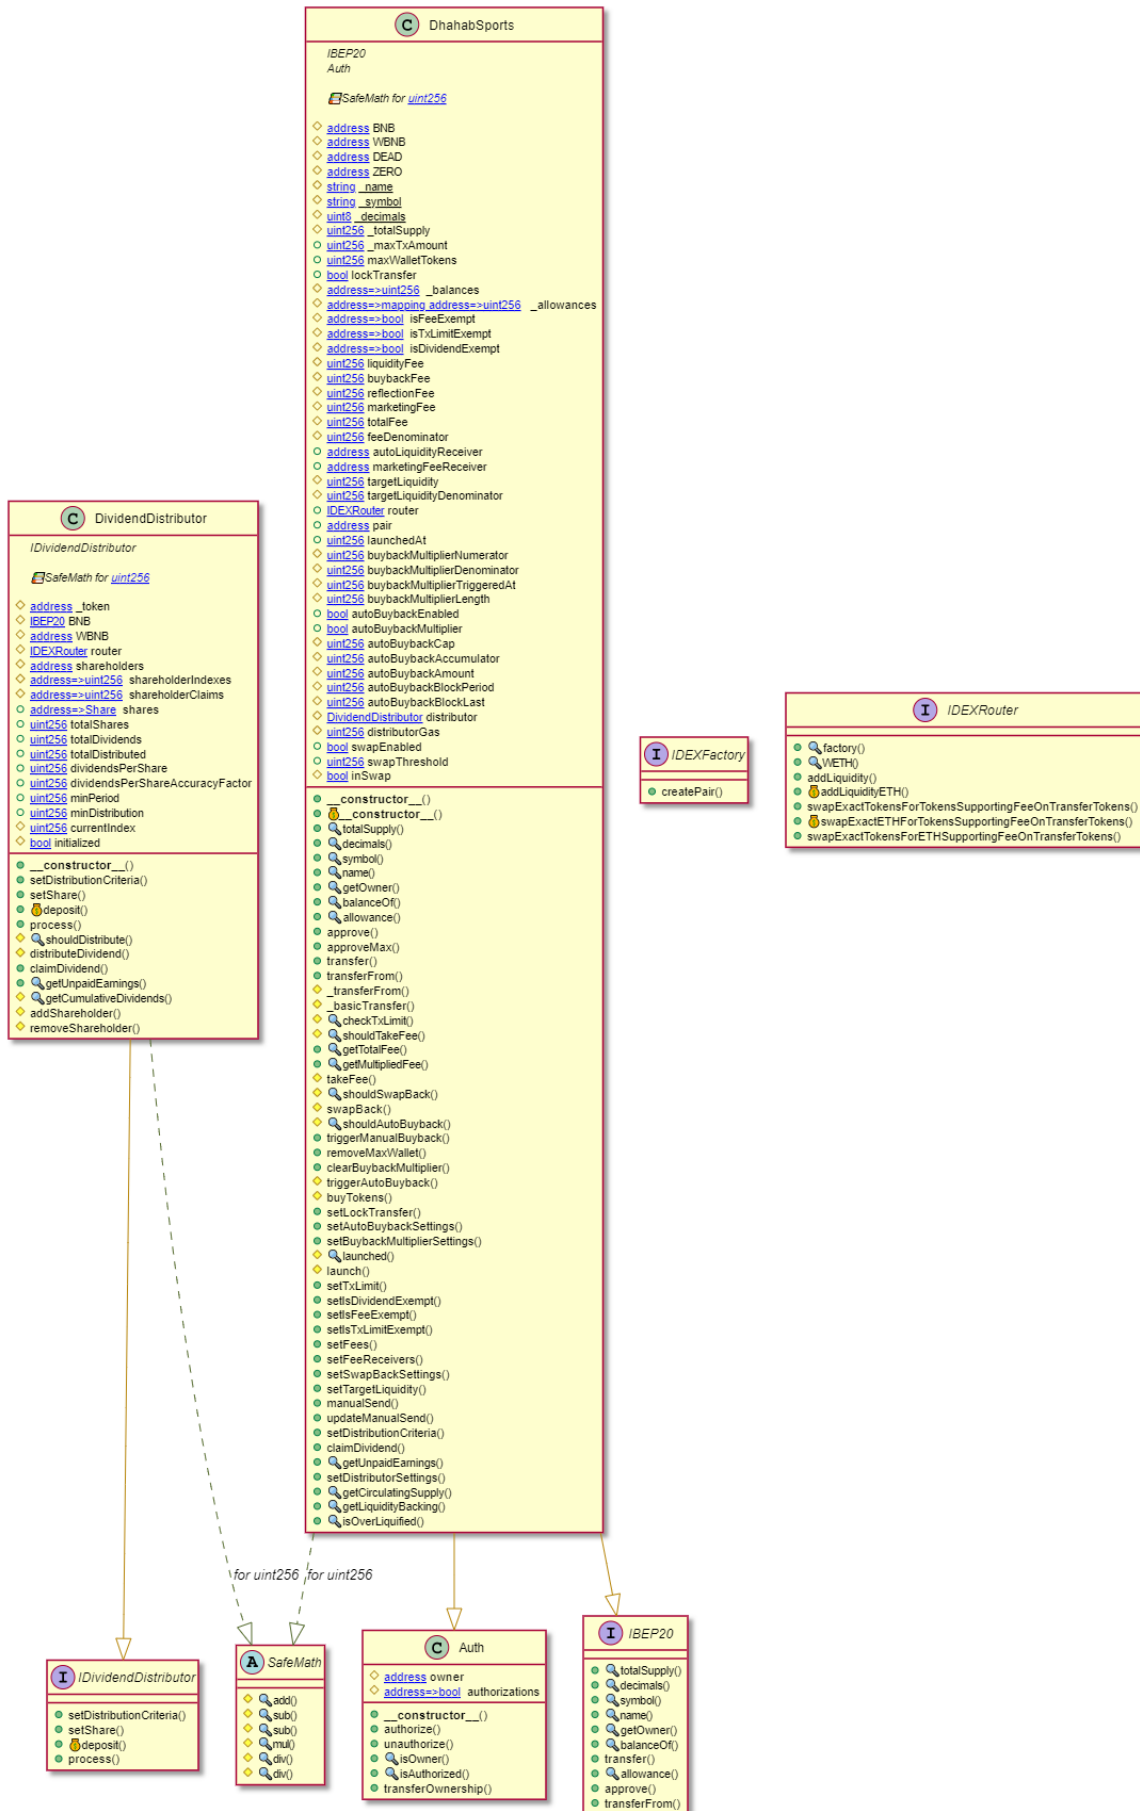 C DhahabSports
IBEP20
Auth
SafeMath for uint256
address BNB
address WBNB
address DEAD
address ZERO
string _name
string _symbol
uint8 _decimals
uint256 _totalSupply
uint256 _maxTxAmount
uint256 maxWalletTokens
bool lockTransfer
address=>uint256 _balances
address=>mapping address=>uint256 _allowances
address=>bool isFeeExempt
address=>bool isTxLimitExempt
address=>bool isDividendExempt
uint256 liquidityFee
uint256 buybackFee
uint256 reflectionFee
uint256 marketingFee
uint256 totalFee
uint256 feeDenominator
address autoLiquidityReceiver
address marketingFeeReceiver
uint256 targetLiquidity
uint256 targetLiquidityDenominator
IDEXRouter router
address pair
uint256 launchedAt
uint256 buybackMultiplierNumerator
uint256 buybackMultiplierDenominator
uint256 buybackMultiplierTriggeredAt
uint256 buybackMultiplierLength
bool autoBuybackEnabled
bool autoBuybackMultiplier
uint256 autoBuybackCap
uint256 autoBuybackAccumulator
uint256 autoBuybackAmount
uint256 autoBuybackBlockPeriod
uint256 autoBuybackBlockLast
DividendDistributor distributor
uint256 distributorGas
bool swapEnabled
uint256 swapThreshold
bool inSwap
__constructor__()
__constructor__()
totalSupply()
decimals()
symbol()
name()
getOwner()
balanceOf()
allowance()
approve()
approveMax()
transfer()
transferFrom()
_transferFrom()
_basicTransfer()
checkTxLimit()
shouldTakeFee()
getTotalFee()
getMultipliedFee()
takeFee()
shouldSwapBack()
swapBack()
shouldAutoBuyback()
triggerManualBuyback()
removeMaxWallet()
clearBuybackMultiplier()
triggerAutoBuyback()
buyTokens()
setLockTransfer()
setAutoBuybackSettings()
setBuybackMultiplierSettings()
launched()
launch()
setTxLimit()
setIsDividendExempt()
setIsFeeExempt()
setIsTxLimitExempt()
setFees()
setFeeReceivers()
setSwapBackSettings()
setTargetLiquidity()
manualSend()
updateManualSend()
setDistributionCriteria()
claimDividend()
getUnpaidEarnings()
setDistributorSettings()
getCirculatingSupply()
getLiquidityBacking()
isOverLiquified()
C DividendDistributor
IDividendDistributor
SafeMath for uint256
address _token
IBEP20 BNB
address WBNB
IDEXRouter router
address shareholders
address=>uint256 shareholderIndexes
address=>uint256 shareholderClaims
address=>Share shares
uint256 totalShares
uint256 totalDividends
uint256 totalDistributed
uint256 dividendsPerShare
uint256 dividendsPerShareAccuracyFactor
uint256 minPeriod
uint256 minDistribution
uint256 currentIndex
bool initialized
__constructor__()
setDistributionCriteria()
setShare()
deposit()
process()
shouldDistribute()
distributeDividend()
claimDividend()
getUnpaidEarnings()
getCumulativeDividends()
addShareholder()
removeShareholder()
I IDEXFactory
createPair()
I IDEXRouter
factory()
WETH()
addLiquidity()
addLiquidityETH()
swapExactTokensForTokensSupportingFeeOnTransferTokens()
swapExactETHForTokensSupportingFeeOnTransferTokens()
swapExactTokensForETHSupportingFeeOnTransferTokens()
for uint256
for uint256
I IDividendDistributor
setDistributionCriteria()
setShare()
deposit()
process()
A SafeMath
add()
sub()
sub()
mul()
div()
div()
C Auth
address owner
address=>bool authorizations
__constructor__()
authorize()
unauthorize()
isOwner()
isAuthorized()
transferOwnership()
I IBEP20
totalSupply()
decimals()
symbol()
name()
getOwner()
balanceOf()
transfer()
allowance()
approve()
transferFrom()